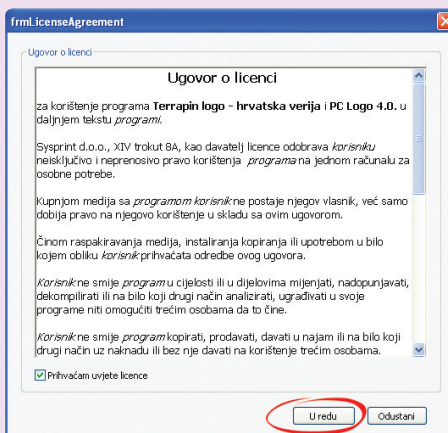 frmLicenseAgreement
Ugovor o licenci
Ugovor o licenci
za korištenje programa Terrapin logo - hrvatska verija i PC Logo 4.0. u
daljnjem tekstu programi.
Sysprint d.o.o., XIV trokut 8A, kao davatelj licence odobrava korisniku
neisključivo i neprenosivo pravo korištenja programa na jednom računalu za
osobne potrebe.
Kupnjom medija sa programom korisnik ne postaje njegov vlasnik, već samo
dobija pravo na njegovo korištenje u skladu sa ovim ugovorom.
Činom raspakiravanja medija, instaliranja kopiranja ili upotrebom u bilo
kojem obliku korisnik prihvaćata odredbe ovog ugovora.
Korisnik ne smije program u cijelosti ili u dijelovima mijenjati, nadopunjavati,
dekompilirati ili na bilo koji drugi način analizirati, ugrađivati u svoje
programe niti omogućiti trećim osobama da to čine.
Korisnik ne smije program kopirati, prodavati, davati u najam ili na bilo koji
drugi način uz naknadu ili bez nje davati na korištenje trećim osobama.
Prihvaćam uvjete licence
U redu
Odustani